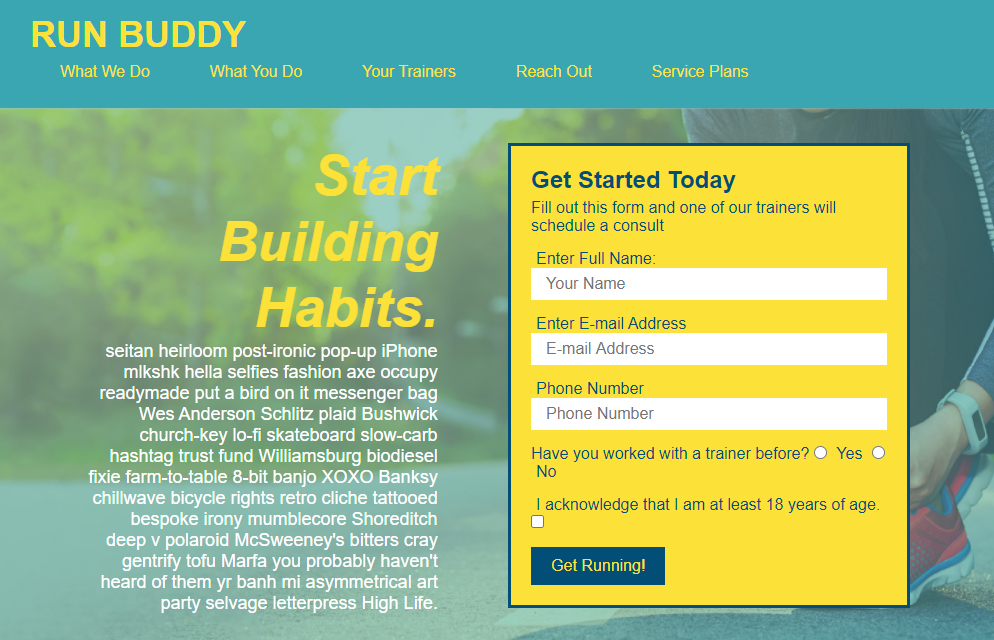 RUN BUDDY
What We Do What You Do Your Trainers Reach Out Service Plans
Start
Building
Habits.
seitan heirloom post-ironic pop-up iPhone
mlkshk hella selfies fashion axe occupy
readymade put a bird on it messenger bag
Wes Anderson Schlitz plaid Bushwick
church-key lo-fi skateboard slow-carb
hashtag trust fund Williamsburg biodiesel
fixie farm-to-table 8-bit banjo XOXO Banksy
chillwave bicycle rights retro cliche tattooed
bespoke irony mumblecore Shoreditch
deep v polaroid McSweeney's bitters cray
gentrify tofu Marfa you probably haven't
heard of them yr banh mi asymmetrical art
party selvage letterpress High Life.
Get Started Today
Fill out this form and one of our trainers will
schedule a consult
Enter Full Name:
Your Name
Enter E-mail Address
E-mail Address
Phone Number
Phone Number
Have you worked with a trainer before? Yes
No
I acknowledge that I am at least 18 years of age.
Get Running!